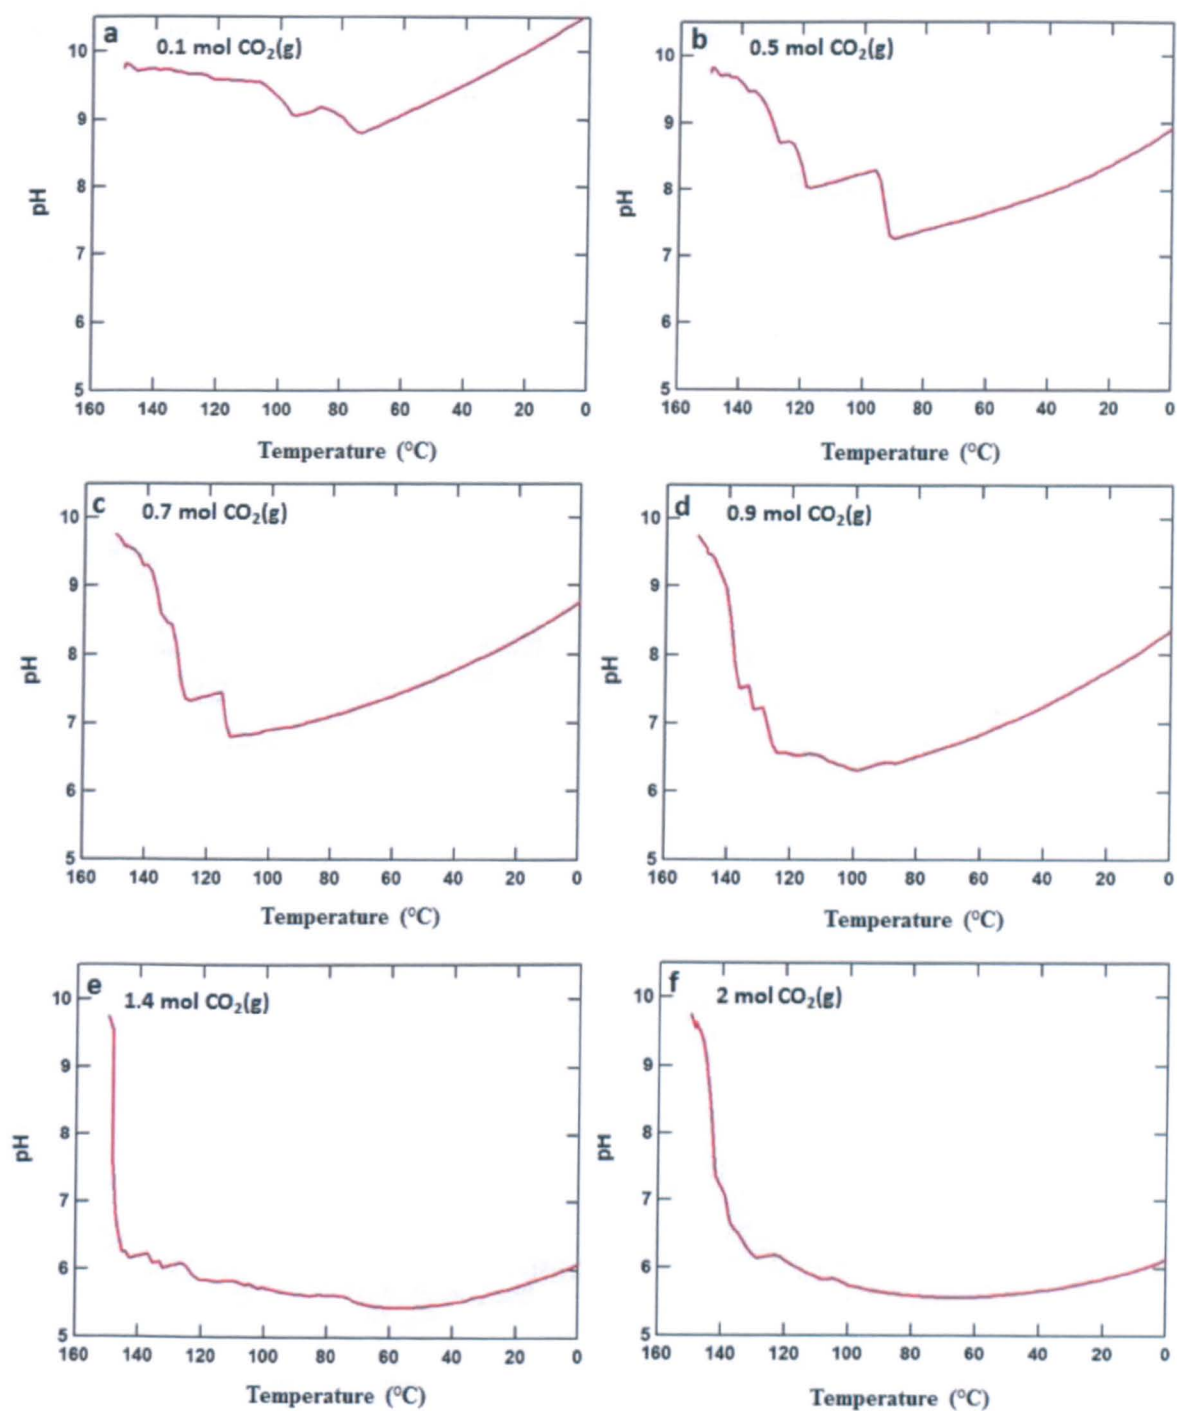 a
0.1 mol CO₂(g)
10
9
8
7
6
5
pH
160 140 120 100 80 60 40 20 0
Temperature (°C)
b
0.5 mol CO₂(g)
10
9
8
7
6
5
pH
160 140 120 100 80 60 40 20 0
Temperature (°C)
c
0.7 mol CO₂(g)
10
9
8
7
6
5
pH
160 140 120 100 80 60 40 20 0
Temperature (°C)
d
0.9 mol CO₂(g)
10
9
8
7
6
5
pH
160 140 120 100 80 60 40 20 0
Temperature (°C)
e
1.4 mol CO₂(g)
10
9
8
7
6
5
pH
160 140 120 100 80 60 40 20 0
Temperature (°C)
f
2 mol CO₂(g)
10
9
8
7
6
5
pH
160 140 120 100 80 60 40 20 0
Temperature (°C)